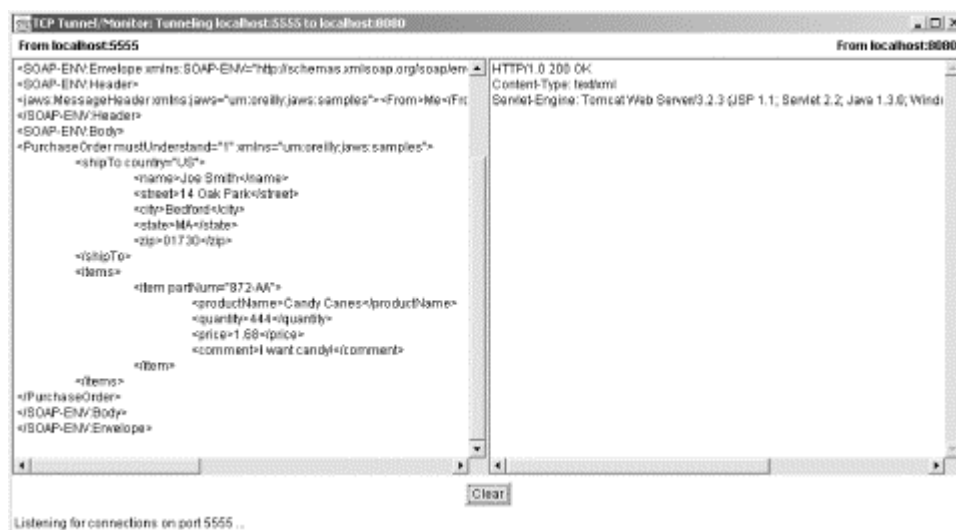 TCP Tunnel/Monitor: Tunneling localhost:5555 to localhost:8080
From localhost:5555
From localhost:8080
<SOAP-ENV:Envelope xmlns:SOAP-ENV="http://schemas.xmlsoap.org/soap/en
<SOAP-ENV:Header>
<jaws:MessageHeader xmlns:jaws="urn:oreilly:jaws:samples"><From>Me</Fr
</SOAP-ENV:Header>
<SOAP-ENV:Body>
<PurchaseOrder mustUnderstand="1" xmlns="urn:oreilly:jaws:samples">
<shipTo country="US">
<name>Joe Smith</name>
<street>14 Oak Park</street>
<city>Bedford</city>
<state>MA</state>
<zip>01730</zip>
</shipTo>
<items>
<item partNum="872-AA">
<productName>Candy Canes</productName>
<quantity>444</quantity>
<price>1.68</price>
<comment>I want candy!</comment>
</item>
</items>
</PurchaseOrder>
</SOAP-ENV:Body>
</SOAP-ENV:Envelope>
HTTP/1.0 200 OK
Content-Type: text/xml
Servlet-Engine: Tomcat Web Server/3.2.3 (JSP 1.1; Servlet 2.2; Java 1.3.0; Wind
Clear
Listening for connections on port 5555 ...